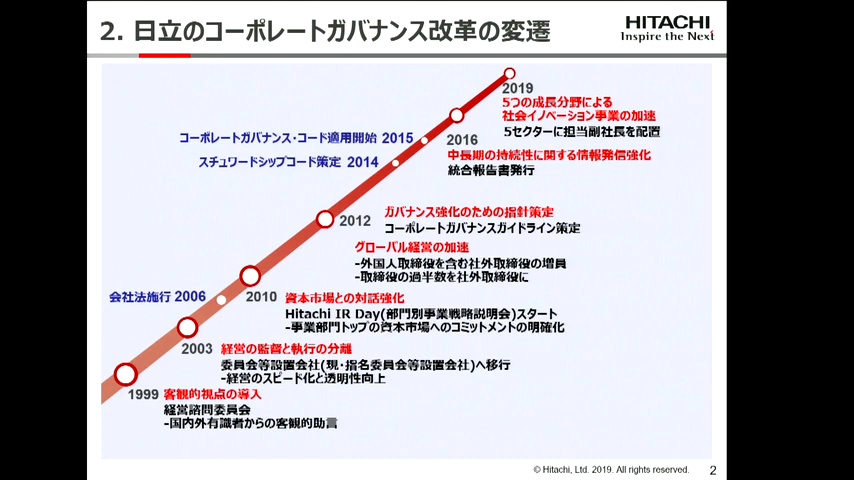 2. 日立のコーポレートガバナンス改革の変遷
HITACHI
Inspire the Next
2019
5つの成長分野による
社会イノベーション事業の加速
5セクターに担当副社長を配置
コーポレートガバナンス・コード適用開始 2015
2016
中長期の持続性に関する情報発信強化
統合報告書発行
スチュワードシップコード策定 2014
2012
ガバナンス強化のための指針策定
コーポレートガバナンスガイドライン策定
グローバル経営の加速
-外国人取締役を含む社外取締役の増員
-取締役の過半数を社外取締役に
会社法施行 2006
2010
資本市場との対話強化
Hitachi IR Day(部門別事業戦略説明会)スタート
-事業部門トップの資本市場へのコミットメントの明確化
2003
経営の監督と執行の分離
委員会等設置会社(現・指名委員会等設置会社)へ移行
-経営のスピード化と透明性向上
1999
客観的視点の導入
経営諮問委員会
-国内外有識者からの客観的助言
© Hitachi, Ltd. 2019. All rights reserved.
2